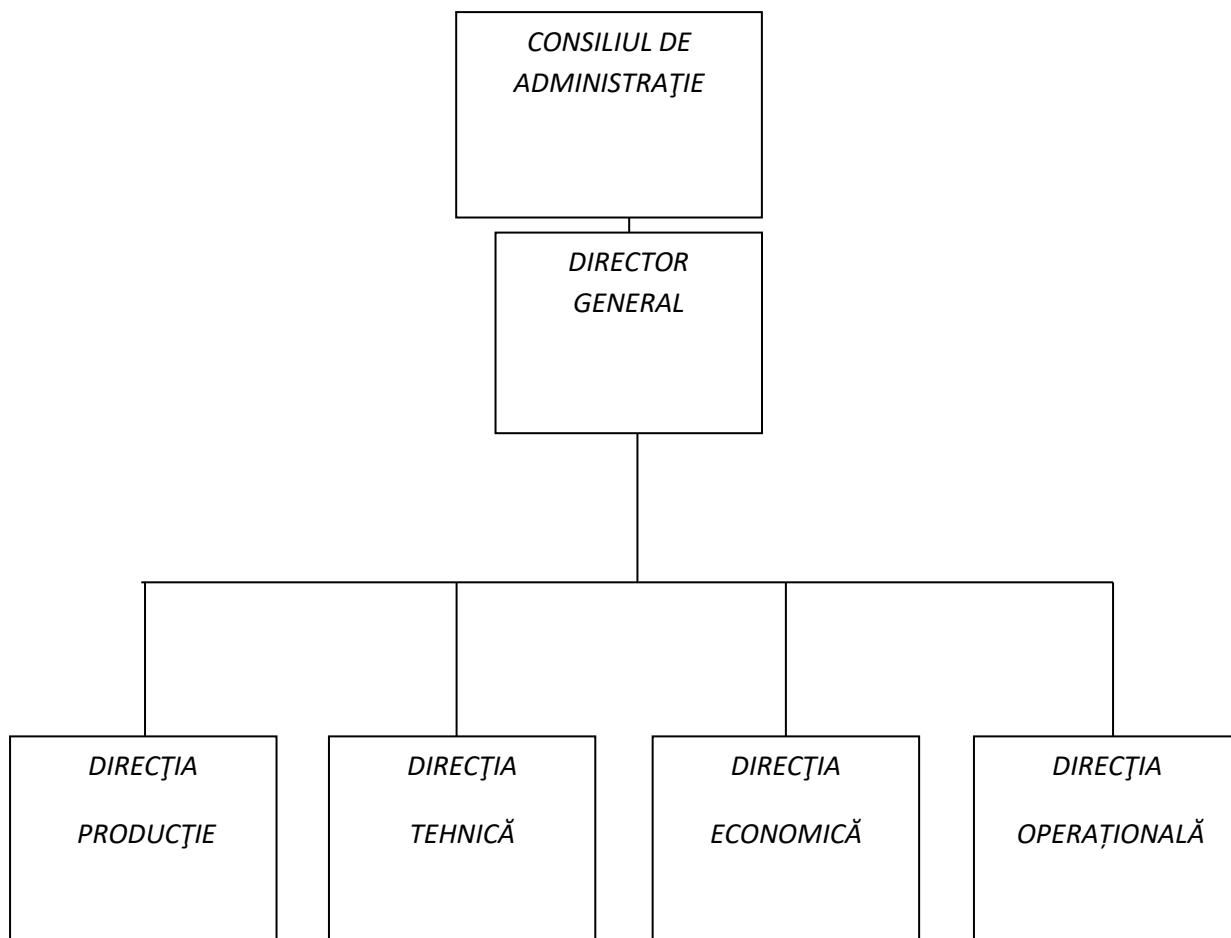 CONSILIUL DE
ADMINISTRAŢIE
DIRECTOR
GENERAL
DIRECŢIA
PRODUCŢIE
DIRECŢIA
TEHNICĂ
DIRECŢIA
ECONOMICĂ
DIRECŢIA
OPERAȚIONALĂ